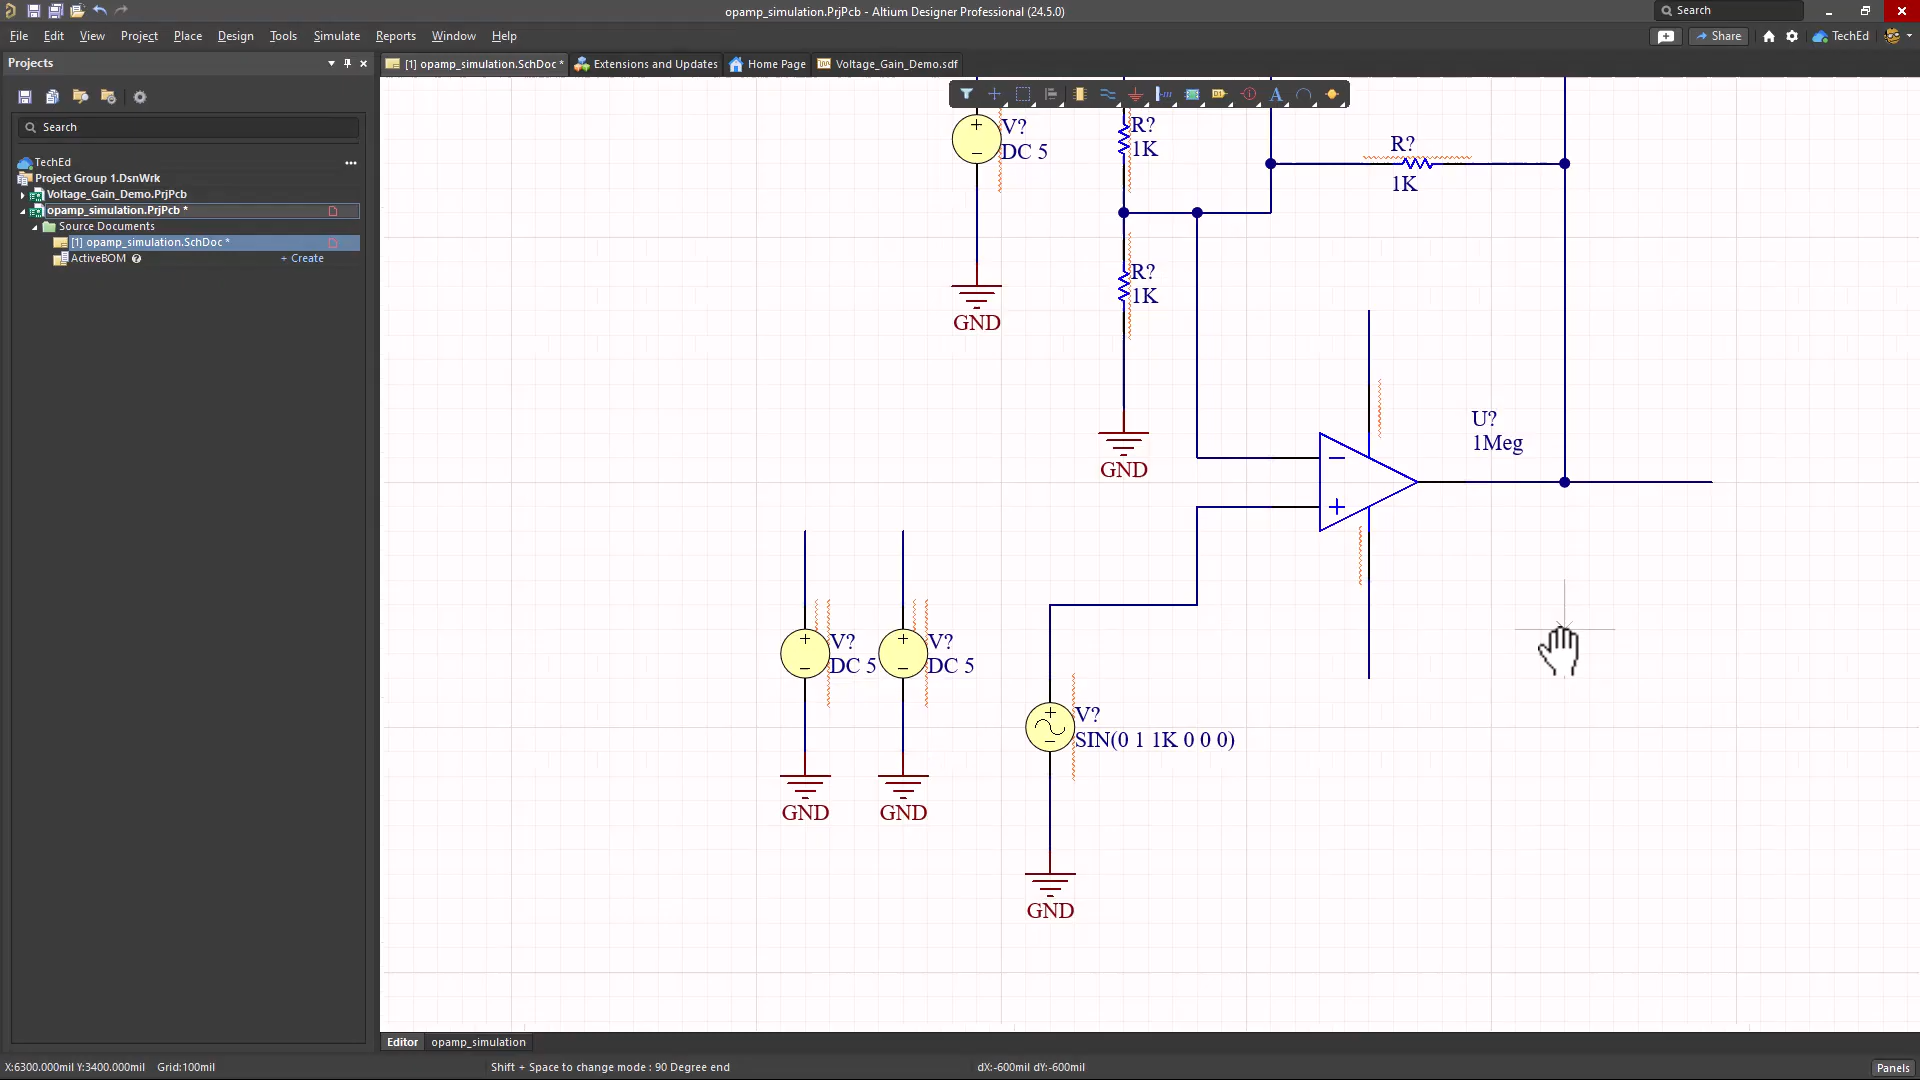 opamp_simulation.PrjPcb - Altium Designer Professional (24.5.0)
Search
File Edit View Project Place Design Tools Simulate Reports Window Help
Share
TechEd
Projects
[1] opamp_simulation.SchDoc *
Extensions and Updates
Home Page
Voltage_Gain_Demo.sdf
Search
TechEd
Project Group 1.DsnWrk
Voltage_Gain_Demo.PrjPcb
opamp_simulation.PrjPcb *
Source Documents
[1] opamp_simulation.SchDoc *
ActiveBOM
+ Create
V?
DC 5
R?
1K
R?
1K
R?
1K
GND
GND
U?
1Meg
V?
DC 5
V?
DC 5
V?
SIN(0 1 1K 0 0 0)
GND
GND
GND
Editor
opamp_simulation
X:6300.000mil Y:3400.000mil Grid:100mil
Shift + Space to change mode : 90 Degree end
dX:-600mil dY:-600mil
Panels